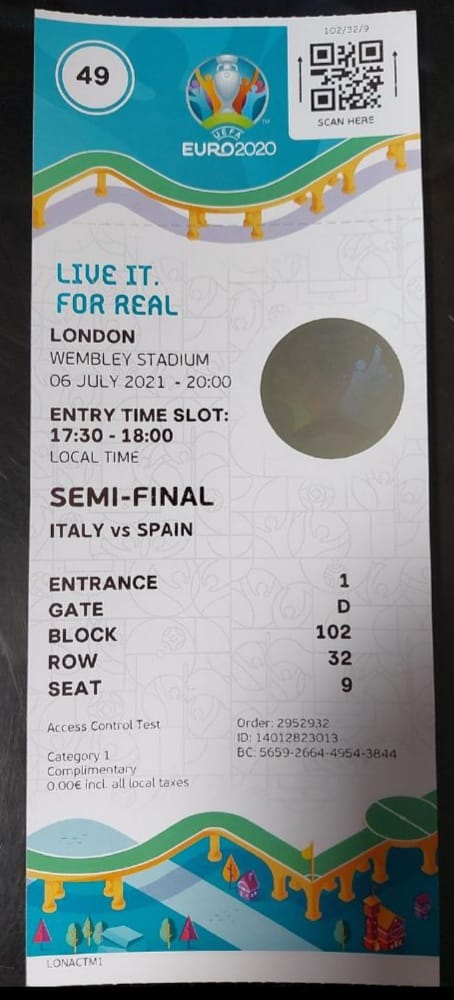 49
102/32/9
SCAN HERE
UEFA
EURO2020
TM
LIVE IT.
FOR REAL
LONDON
WEMBLEY STADIUM
06 JULY 2021 - 20:00
ENTRY TIME SLOT:
17:30 - 18:00
LOCAL TIME
SEMI-FINAL
ITALY vs SPAIN
ENTRANCE 1
GATE D
BLOCK 102
ROW 32
SEAT 9
Access Control Test
Order: 2952932
ID: 14012823013
BC: 5659-2664-4954-3844
Category 1
Complimentary
0.00€ incl. all local taxes
LONACTM1